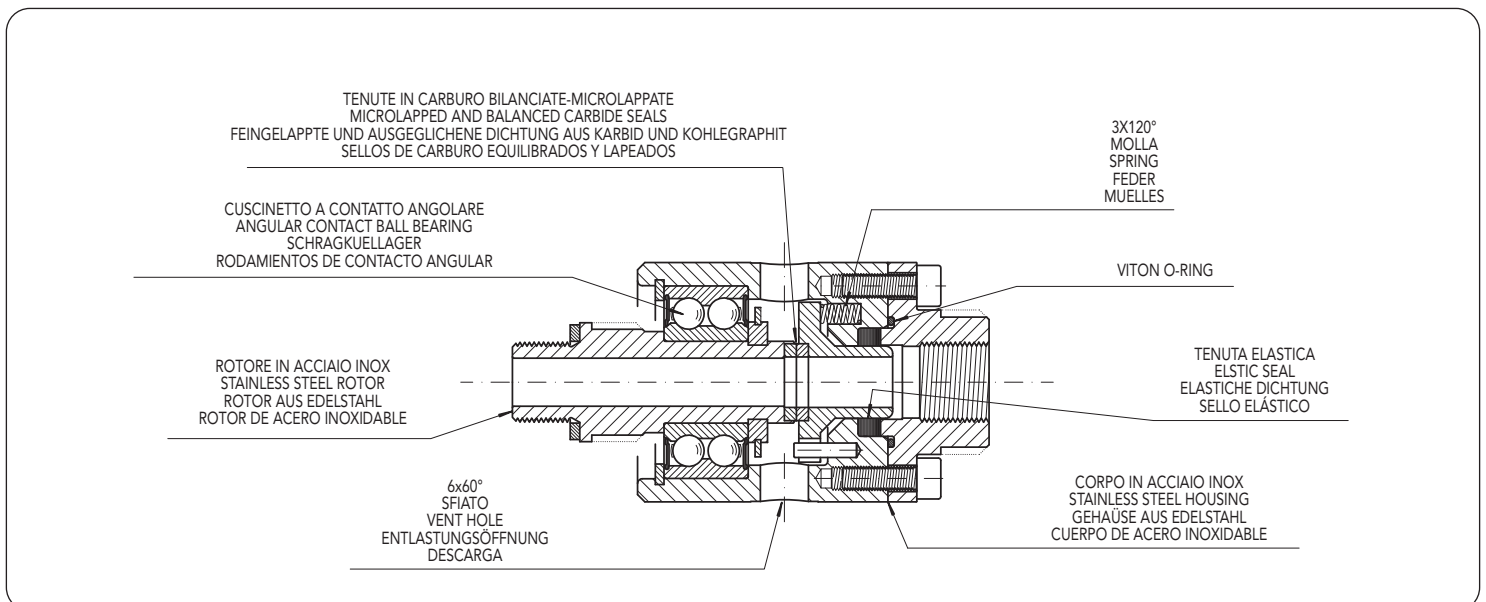 TENUTE IN CARBURO BILANCIATE-MICROLAPPATE
MICROLAPPED AND BALANCED CARBIDE SEALS
FEINGELAPPTE UND AUSGEGLICHENE DICHTUNG AUS KARBID UND KOHLEGRAPHIT
SELLOS DE CARBURO EQUILIBRADOS Y LAPEADOS
3X120°
MOLLA
SPRING
FEDER
MUELLES
CUSCINETTO A CONTATTO ANGOLARE
ANGULAR CONTACT BALL BEARING
SCHRAGKUELLAGER
RODAMIENTOS DE CONTACTO ANGULAR
VITON O-RING
ROTORE IN ACCIAIO INOX
STAINLESS STEEL ROTOR
ROTOR AUS EDELSTAHL
ROTOR DE ACERO INOXIDABLE
TENUTA ELASTICA
ELSTIC SEAL
ELASTICHE DICHTUNG
SELLO ELÁSTICO
6x60°
SFIATO
VENT HOLE
ENTLASTUNGSÖFFNUNG
DESCARGA
CORPO IN ACCIAIO INOX
STAINLESS STEEL HOUSING
GEHAÜSE AUS EDELSTAHL
CUERPO DE ACERO INOXIDABLE